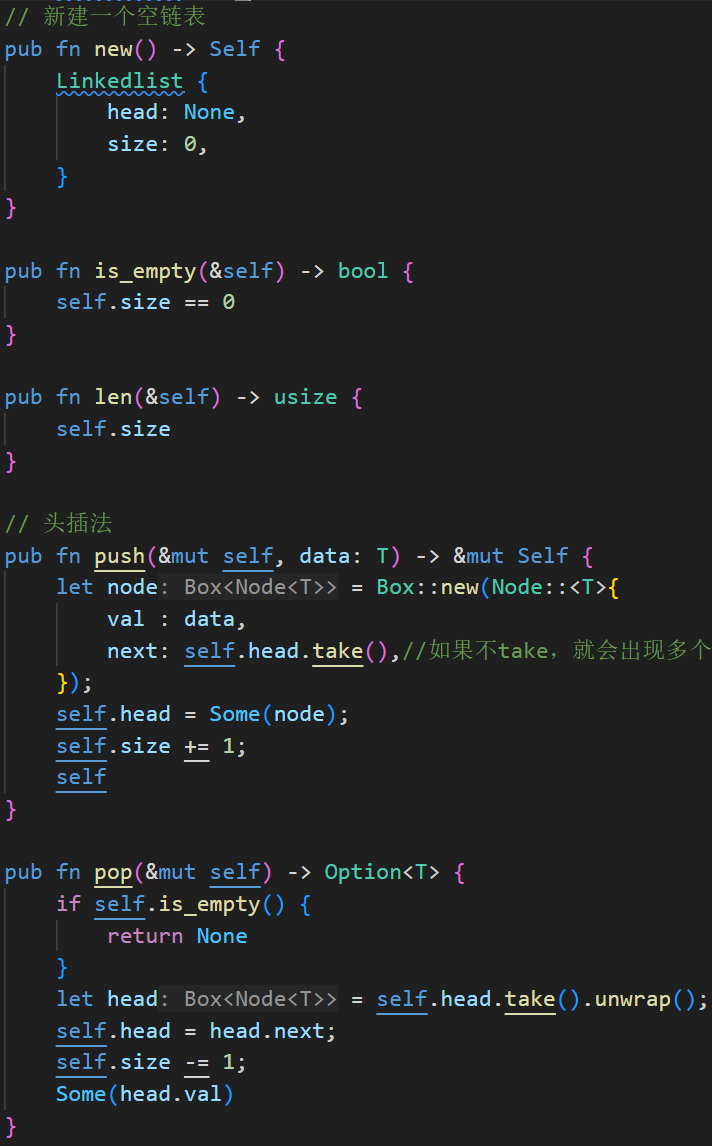 // 新建一个空链表
pub fn new() -> Self {
    Linkedlist {
        head: None,
        size: 0,
    }
}

pub fn is_empty(&self) -> bool {
    self.size == 0
}

pub fn len(&self) -> usize {
    self.size
}

// 头插法
pub fn push(&mut self, data: T) -> &mut Self {
    let node: Box<Node<T>> = Box::new(Node::<T>{
        val : data,
        next: self.head.take(),//如果不take，就会出现多个
    });
    self.head = Some(node);
    self.size += 1;
    self
}

pub fn pop(&mut self) -> Option<T> {
    if self.is_empty() {
        return None
    }
    let head: Box<Node<T>> = self.head.take().unwrap();
    self.head = head.next;
    self.size -= 1;
    Some(head.val)
}